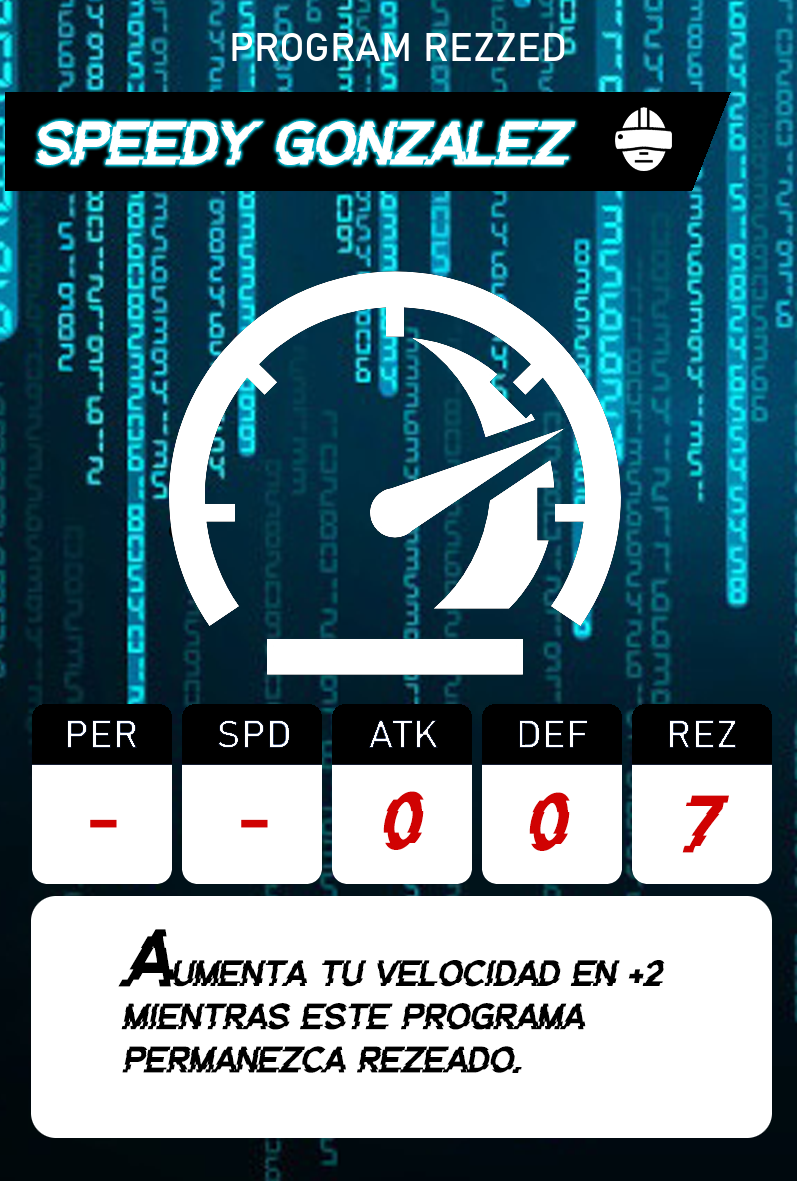 PROGRAM REZZED
SPEEDY GONZALEZ
PER SPD ATK DEF REZ
- - 0 0 7
AUMENTA TU VELOCIDAD EN +2
MIENTRAS ESTE PROGRAMA
PERMANEZCA REZEADO.